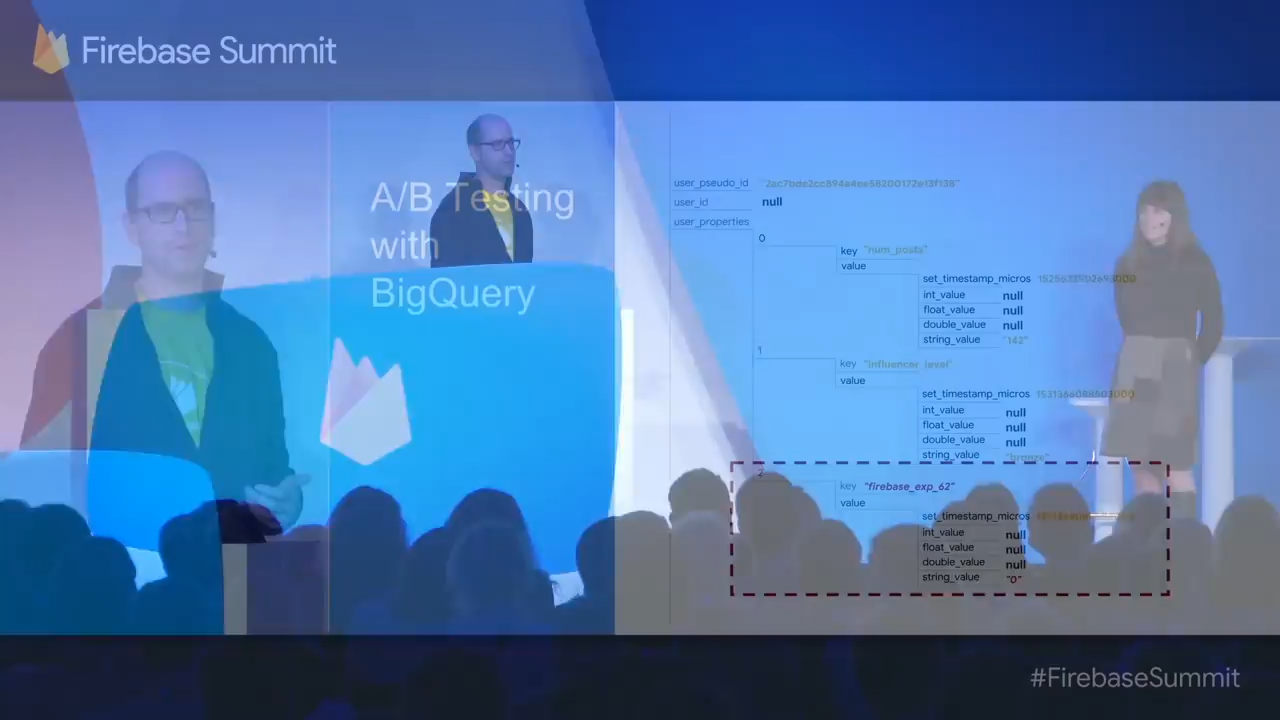 Firebase Summit
A/B Testing
with
BigQuery
user_pseudo_id
user_id null
user_properties
0
key "num_posts"
value
set_timestamp_micros
int_value null
float_value null
double_value null
string_value "142"
1
key "influencer_level"
value
set_timestamp_micros
int_value null
float_value null
double_value null
string_value "bronze"
2
key "firebase_exp_62"
value
set_timestamp_micros
int_value null
float_value null
double_value null
string_value "0"
#FirebaseSummit